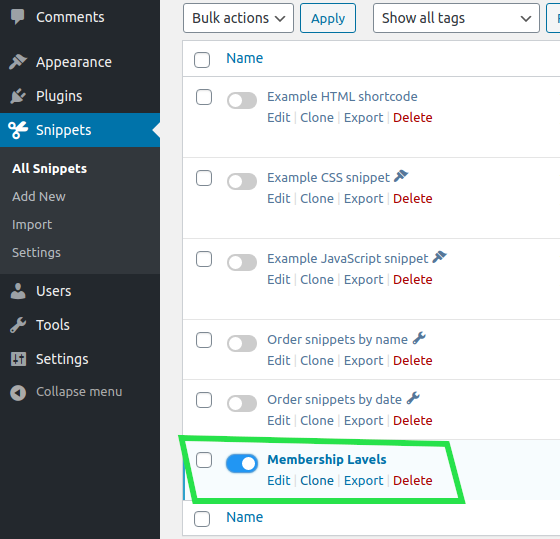 Comments
Appearance
Plugins
Snippets
All Snippets
Add New
Import
Settings
Users
Tools
Settings
Collapse menu
Bulk actions Apply Show all tags
Name
Example HTML shortcode
Edit | Clone | Export | Delete
Example CSS snippet
Edit | Clone | Export | Delete
Example JavaScript snippet
Edit | Clone | Export | Delete
Order snippets by name
Edit | Clone | Export | Delete
Order snippets by date
Edit | Clone | Export | Delete
Membership Lavels
Edit | Clone | Export | Delete
Name